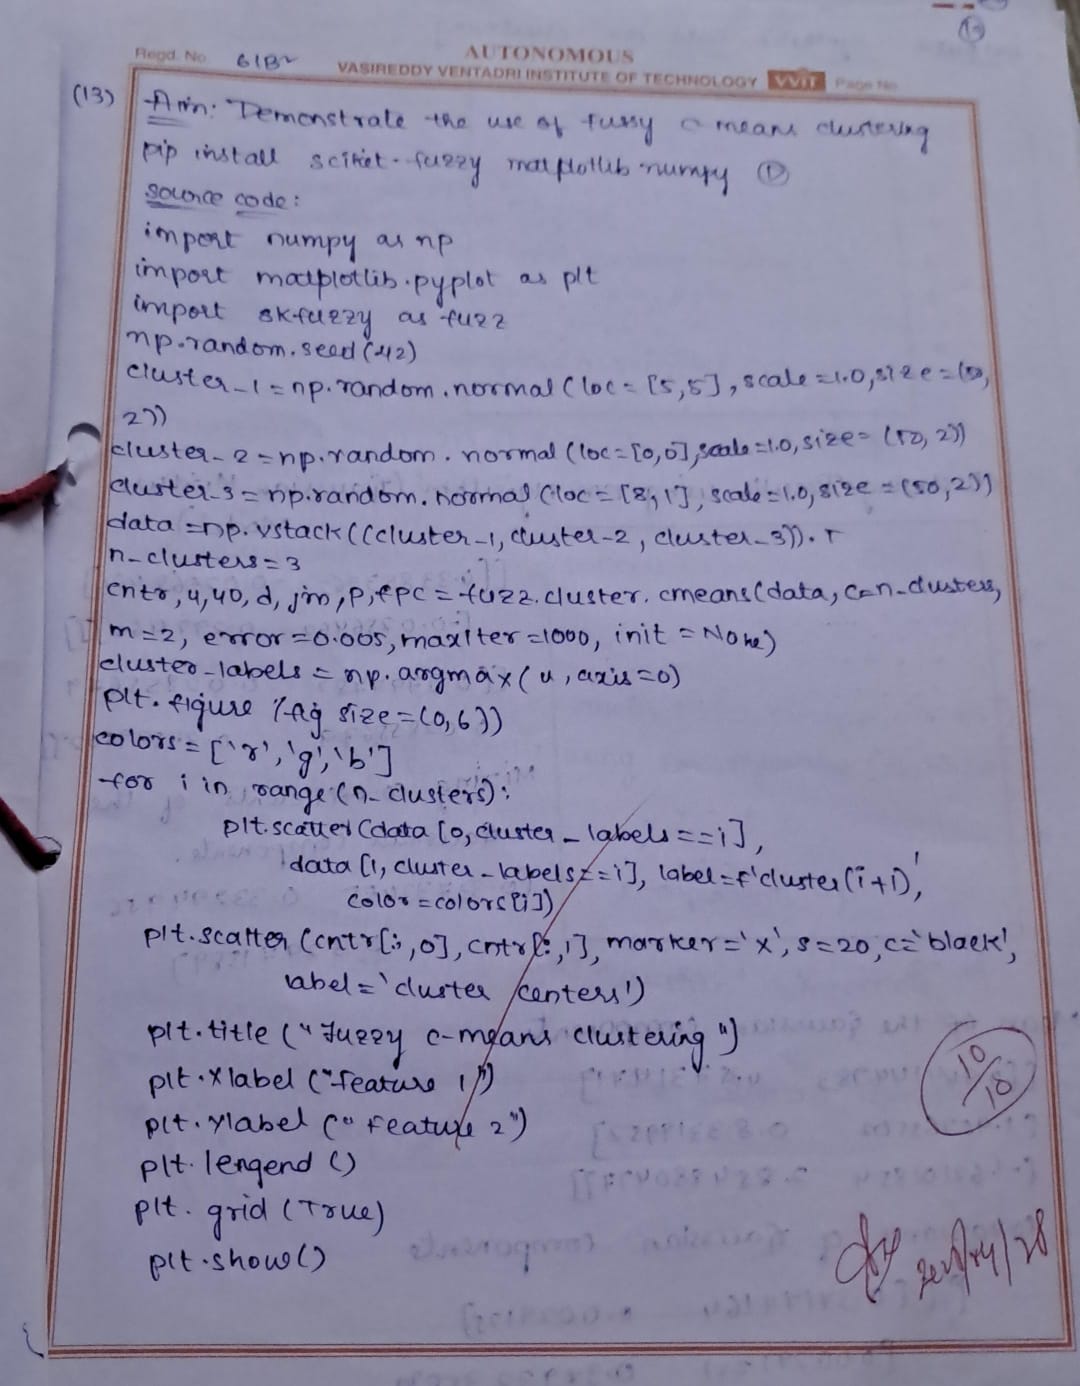 AUTONOMOUS
Regd. No 61B2
VASIREDDY VENTADRI INSTITUTE OF TECHNOLOGY VVIT Page No
(13) Aim: Demonstrate the use of fussy c means clustering
pip install scikit-fuzzy matplotlib numpy
source code:
import numpy as np
import matplotlib.pyplot as plt
import skfuzzy as fuzz
np.random.seed(42)
cluster_1 = np.random.normal(loc = [5,5], scale = 1.0, size = (50,
2))
cluster_2 = np.random.normal(loc = [0,0], scale = 1.0, size = (50, 2))
cluster_3 = np.random.normal(loc = [8,1], scale = 1.0, size = (50,2))
data = np.vstack((cluster_1, cluster_2, cluster_3)).T
n_clusters = 3
cntr, u, u0, d, jm, p, fpc = fuzz.cluster.cmeans(data, c=n_clusters,
m=2, error = 0.005, maxiter = 1000, init = None)
cluster_labels = np.argmax(u, axis=0)
plt.figure (fig size = (0,6))
colors = ['r', 'g', 'b']
for i in range(n_clusters):
plt.scatter(data [0, cluster_labels == i],
data [1, cluster_labels == i], label = f'cluster (i+1)',
color = colors[i])
plt.scatter (cntr[:,0], cntr[:,1], marker='x', s=20, c='black',
label = 'cluster centers')
plt.title ("Fuzzy c-means clustering")
plt.xlabel ("feature 1")
plt.ylabel ("Feature 2")
plt.lengend ()
plt.grid (True)
plt.show()
10/10